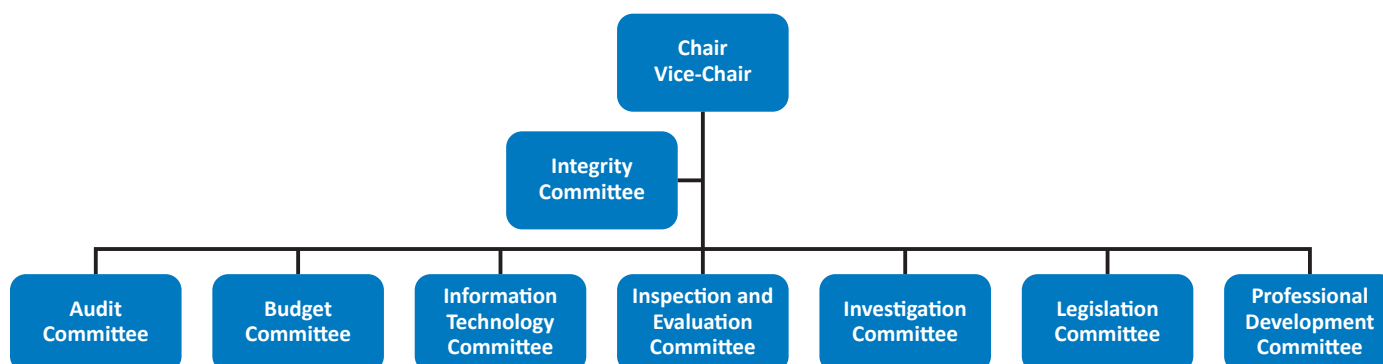 Chair
Vice-Chair
Integrity
Committee
Audit
Committee
Budget
Committee
Information
Technology
Committee
Inspection and
Evaluation
Committee
Investigation
Committee
Legislation
Committee
Professional
Development
Committee